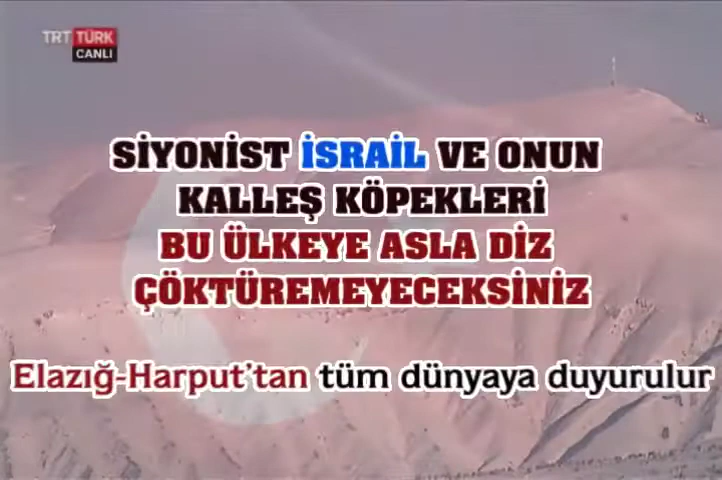 TRT TÜRK
CANLI
SİYONİST İSRAİL VE ONUN
KALLEŞ KÖPEKLERİ
BU ÜLKEYE ASLA DİZ
ÇÖKTÜREMEYECEKSİNİZ
Elazığ-Harput'tan tüm dünyaya duyurulur